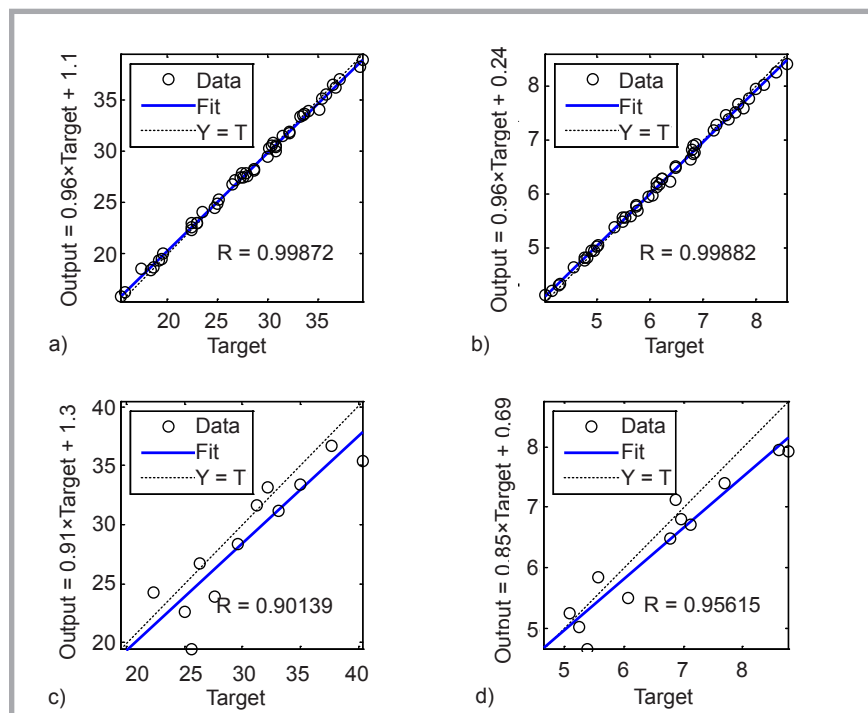 Output = 0.96×Target + 1.1
35
30
25
20
Data
Fit
Y = T
R = 0.99872
20 25 30 35
Target
a)
Output = 0.96×Target + 0.24
8
7
6
5
Data
Fit
Y = T
R = 0.99882
5 6 7 8
Target
b)
Output = 0.91×Target + 1.3
40
35
30
25
20
Data
Fit
Y = T
R = 0.90139
20 25 30 35 40
Target
c)
Output = 0.85×Target + 0.69
8
7
6
5
Data
Fit
Y = T
R = 0.95615
5 6 7 8
Target
d)